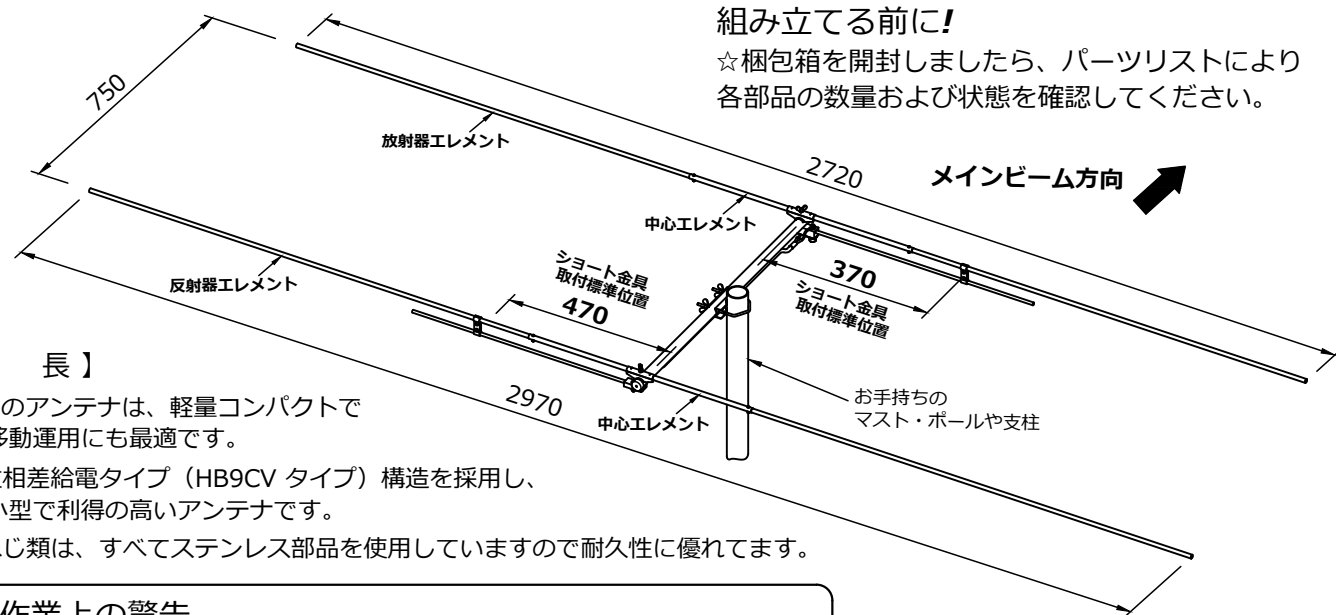 組み立てる前に!
☆梱包箱を開封しましたら、パーツリストにより
各部品の数量および状態を確認してください。
750
放射器エレメント
2720
メインビーム方向
中心エレメント
ショート金具
取付標準位置
470
370
ショート金具
取付標準位置
反射器エレメント
2970
中心エレメント
お手持ちの
マスト・ポールや支柱
長 】
のアンテナは、軽量コンパクトで
移動運用にも最適です。
相差給電タイプ（HB9CV タイプ）構造を採用し、
小型で利得の高いアンテナです。
じ類は、すべてステンレス部品を使用していますので耐久性に優れてます。
作業上の警告